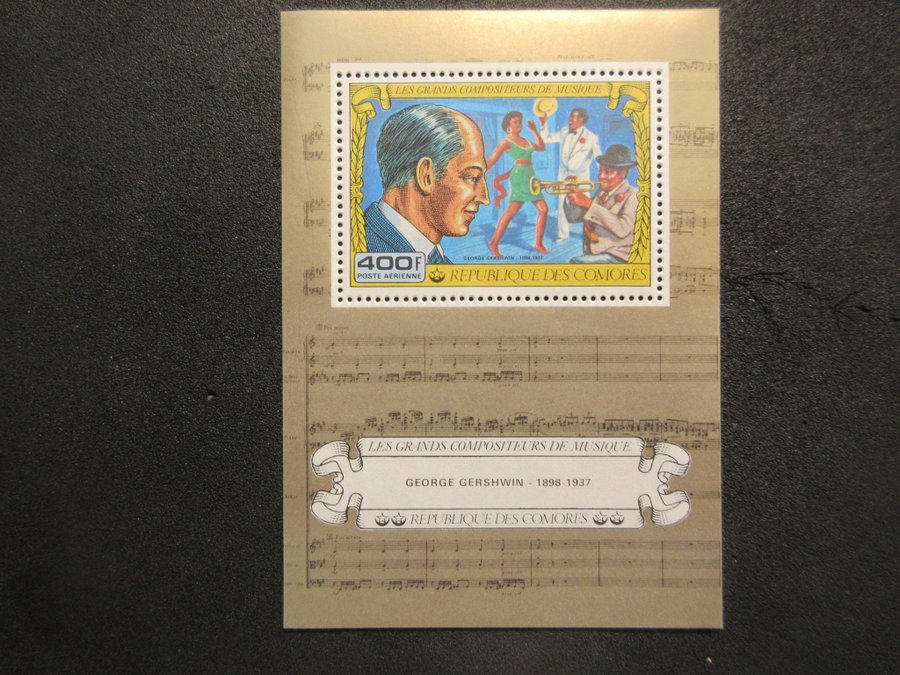 LES GRANDS COMPOSITEURS DE MUSIQUE
GEORGE GERSHWIN - 1898-1937
400F
POSTE AÉRIENNE
REPUBLIQUE DES COMORES
LES GRANDS COMPOSITEURS DE MUSIQUE
GEORGE GERSHWIN - 1898-1937
REPUBLIQUE DES COMORES